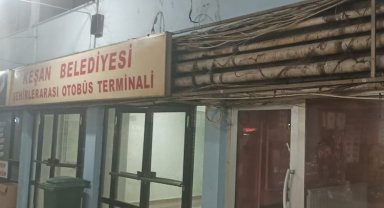 KEŞAN BELEDİYESİ
ŞEHİRLERARASI OTOBÜS TERMİNALİ